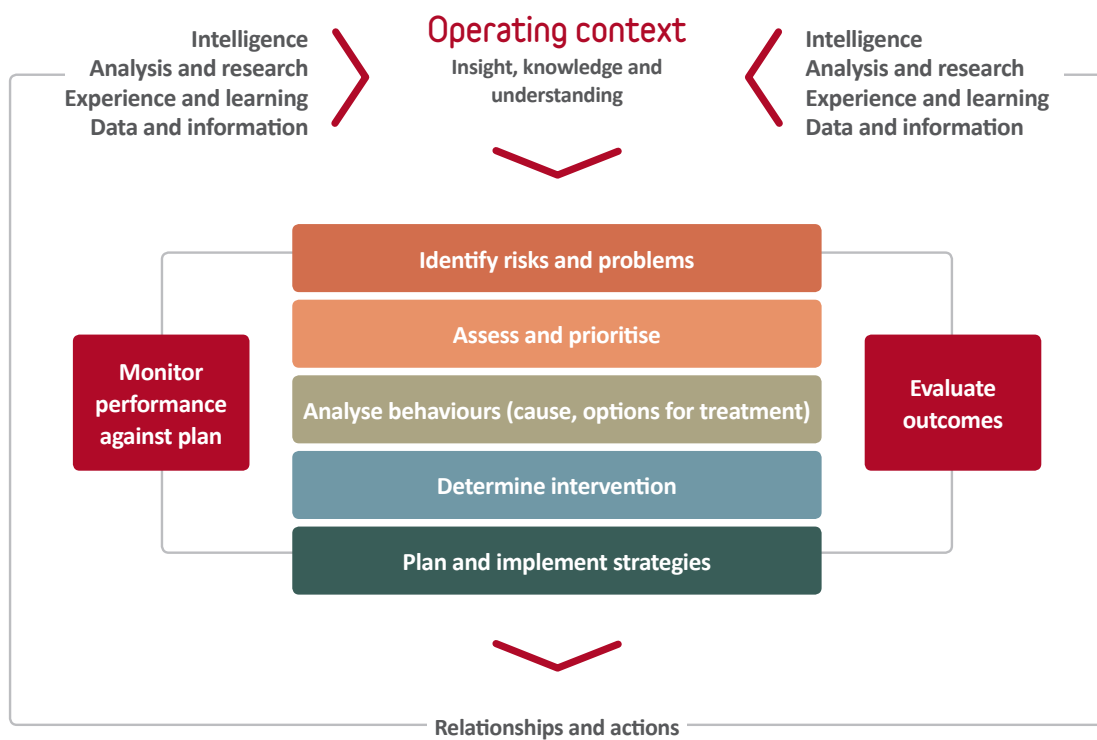 Operating context
Insight, knowledge and
understanding
Intelligence
Analysis and research
Experience and learning
Data and information
Intelligence
Analysis and research
Experience and learning
Data and information
Identify risks and problems
Assess and prioritise
Analyse behaviours (cause, options for treatment)
Determine intervention
Plan and implement strategies
Monitor
performance
against plan
Evaluate
outcomes
Relationships and actions